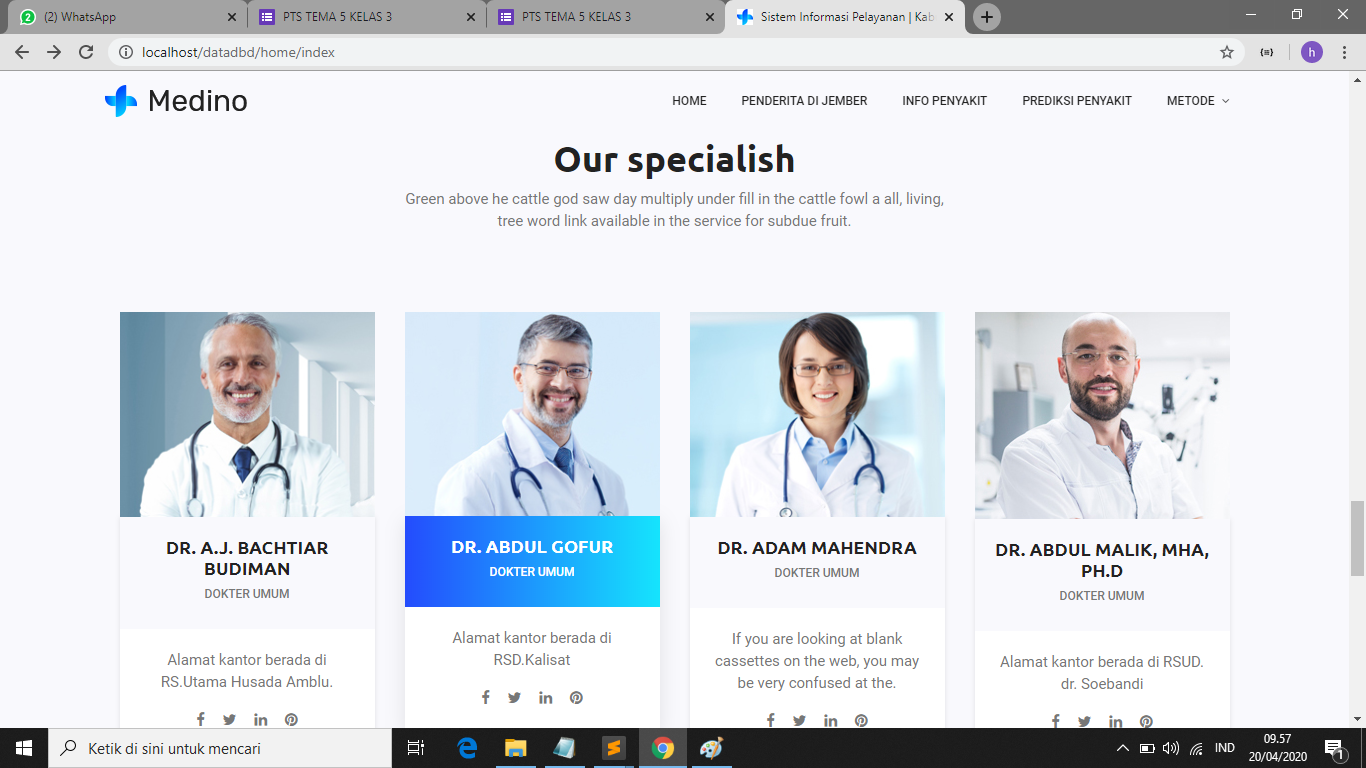 (2) WhatsApp
PTS TEMA 5 KELAS 3
PTS TEMA 5 KELAS 3
Sistem Informasi Pelayanan | Kab
localhost/datadbd/home/index
h
Medino
HOME
PENDERITA DI JEMBER
INFO PENYAKIT
PREDIKSI PENYAKIT
METODE
Our specialish
Green above he cattle god saw day multiply under fill in the cattle fowl a all, living,
tree word link available in the service for subdue fruit.
DR. A.J. BACHTIAR
BUDIMAN
DOKTER UMUM
Alamat kantor berada di
RS.Utama Husada Amblu.
DR. ABDUL GOFUR
DOKTER UMUM
Alamat kantor berada di
RSD.Kalisat
DR. ADAM MAHENDRA
DOKTER UMUM
If you are looking at blank
cassettes on the web, you may
be very confused at the.
DR. ABDUL MALIK, MHA,
PH.D
DOKTER UMUM
Alamat kantor berada di RSUD.
dr. Soebandi
Ketik di sini untuk mencari
IND
09.57
20/04/2020
1